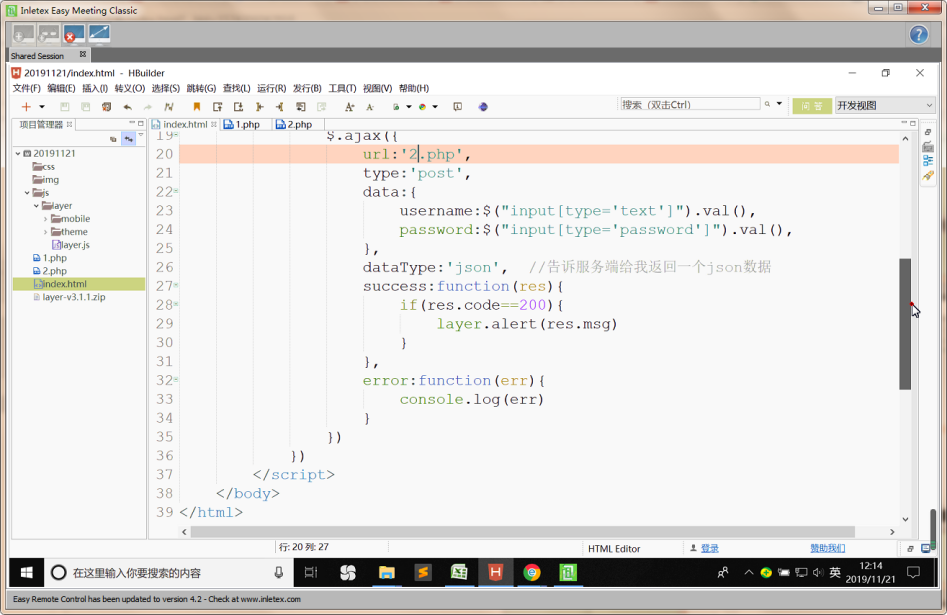 Inletex Easy Meeting Classic
Shared Session
20191121/index.html - HBuilder
文件(F) 编辑(E) 插入(I) 转义(O) 选择(S) 跳转(G) 查找(L) 运行(R) 发行(B) 工具(T) 视图(V) 帮助(H)
搜索（双击Ctrl)
问 答
开发视图
项目管理器
index.html
1.php
2.php
20191121
css
img
js
layer
mobile
theme
layer.js
1.php
2.php
index.html
layer-v3.1.1.zip
19 $.ajax({
20 url:'2.php',
21 type:'post',
22 data:{
23 username:$("input[type='text']").val(),
24 password:$("input[type='password']").val(),
25 },
26 dataType:'json', //告诉服务端给我返回一个json数据
27 success:function(res){
28 if(res.code==200){
29 layer.alert(res.msg)
30 }
31 },
32 error:function(err){
33 console.log(err)
34 }
35 })
36 })
37 </script>
38 </body>
39 </html>
行: 20 列: 27
HTML Editor
登录
赞助我们
在这里输入你要搜索的内容
英
12:14
2019/11/21
Easy Remote Control has been updated to version 4.2 - Check at www.inletex.com